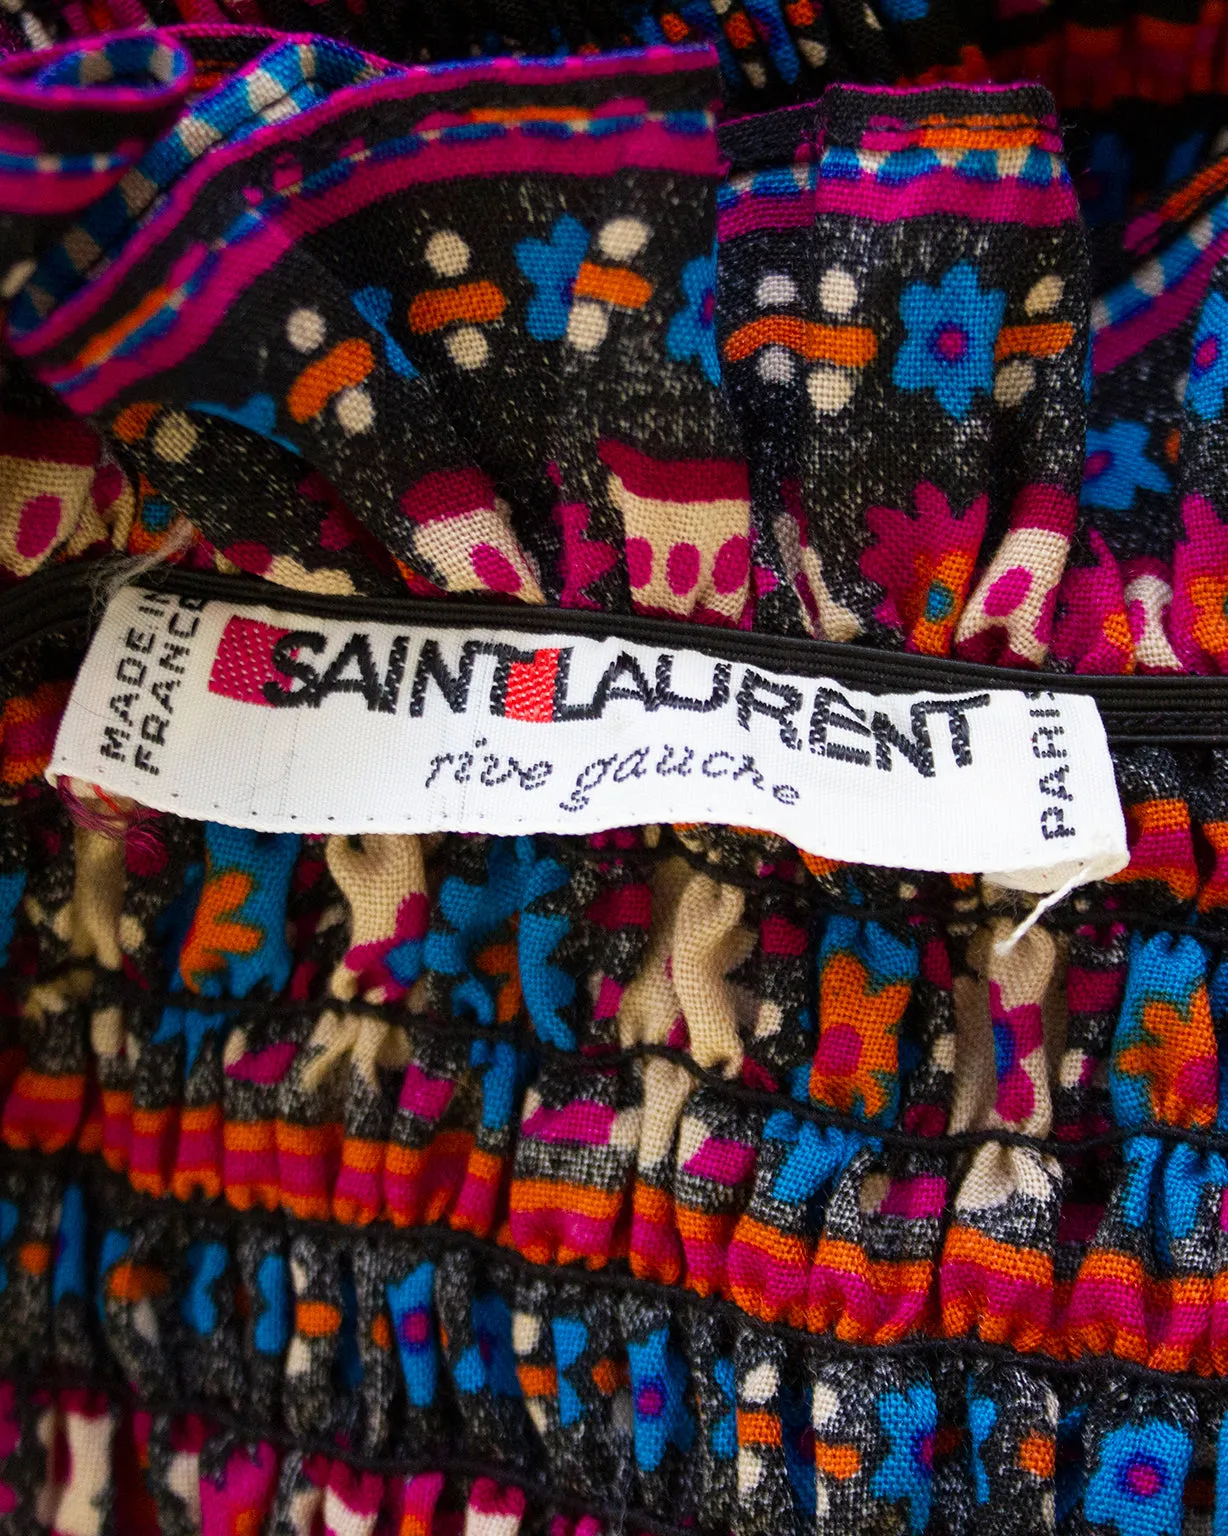 MADE IN
FRANCE
SAINT LAURENT
rive gauche
PARIS